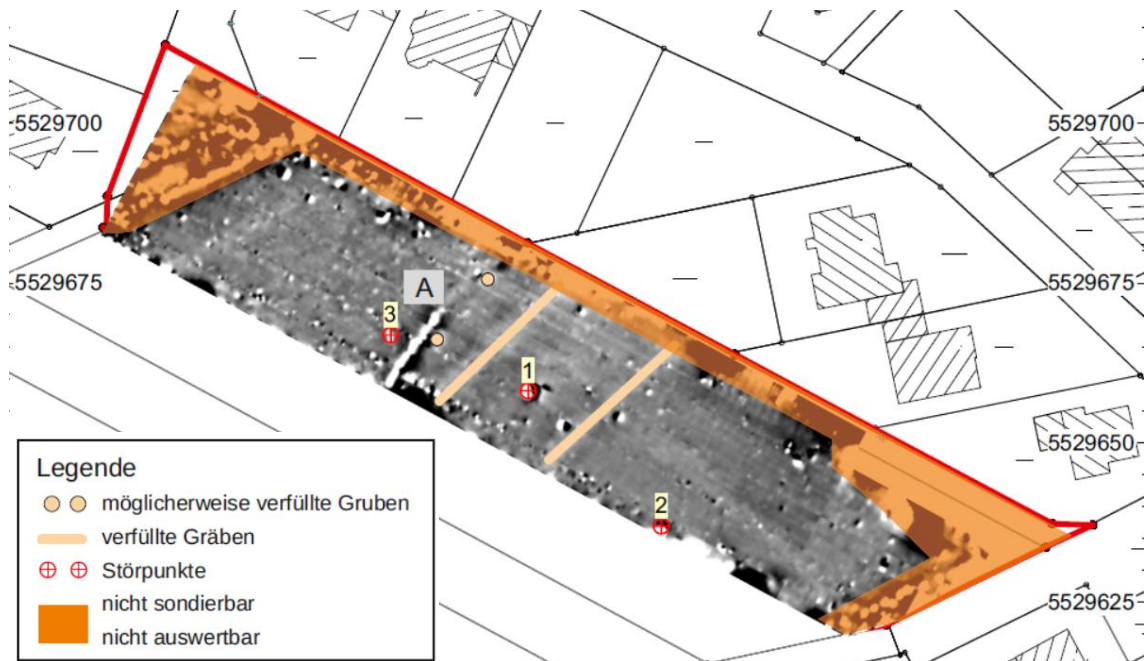 5529700
5529700
5529675
5529675
A
3
1
5529650
2
5529625
Legende
möglicherweise verfüllte Gruben
verfüllte Gräben
Störpunkte
nicht sondierbar
nicht auswertbar